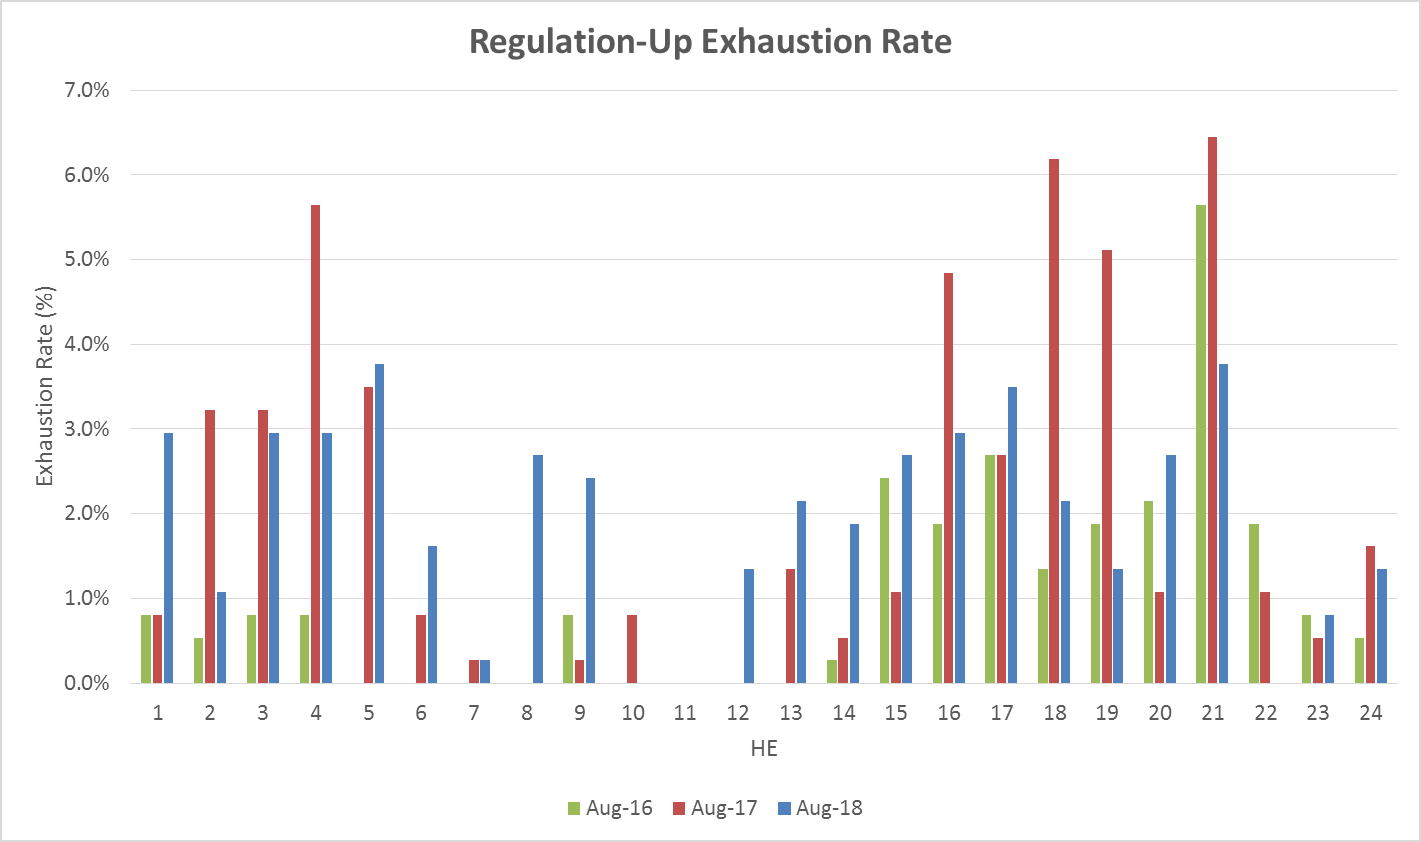 Regulation-Up Exhaustion Rate
7.0%
6.0%
5.0%
4.0%
3.0%
2.0%
1.0%
0.0%
Exhaustion Rate (%)
1 2 3 4 5 6 7 8 9 10 11 12 13 14 15 16 17 18 19 20 21 22 23 24
HE
Aug-16 Aug-17 Aug-18